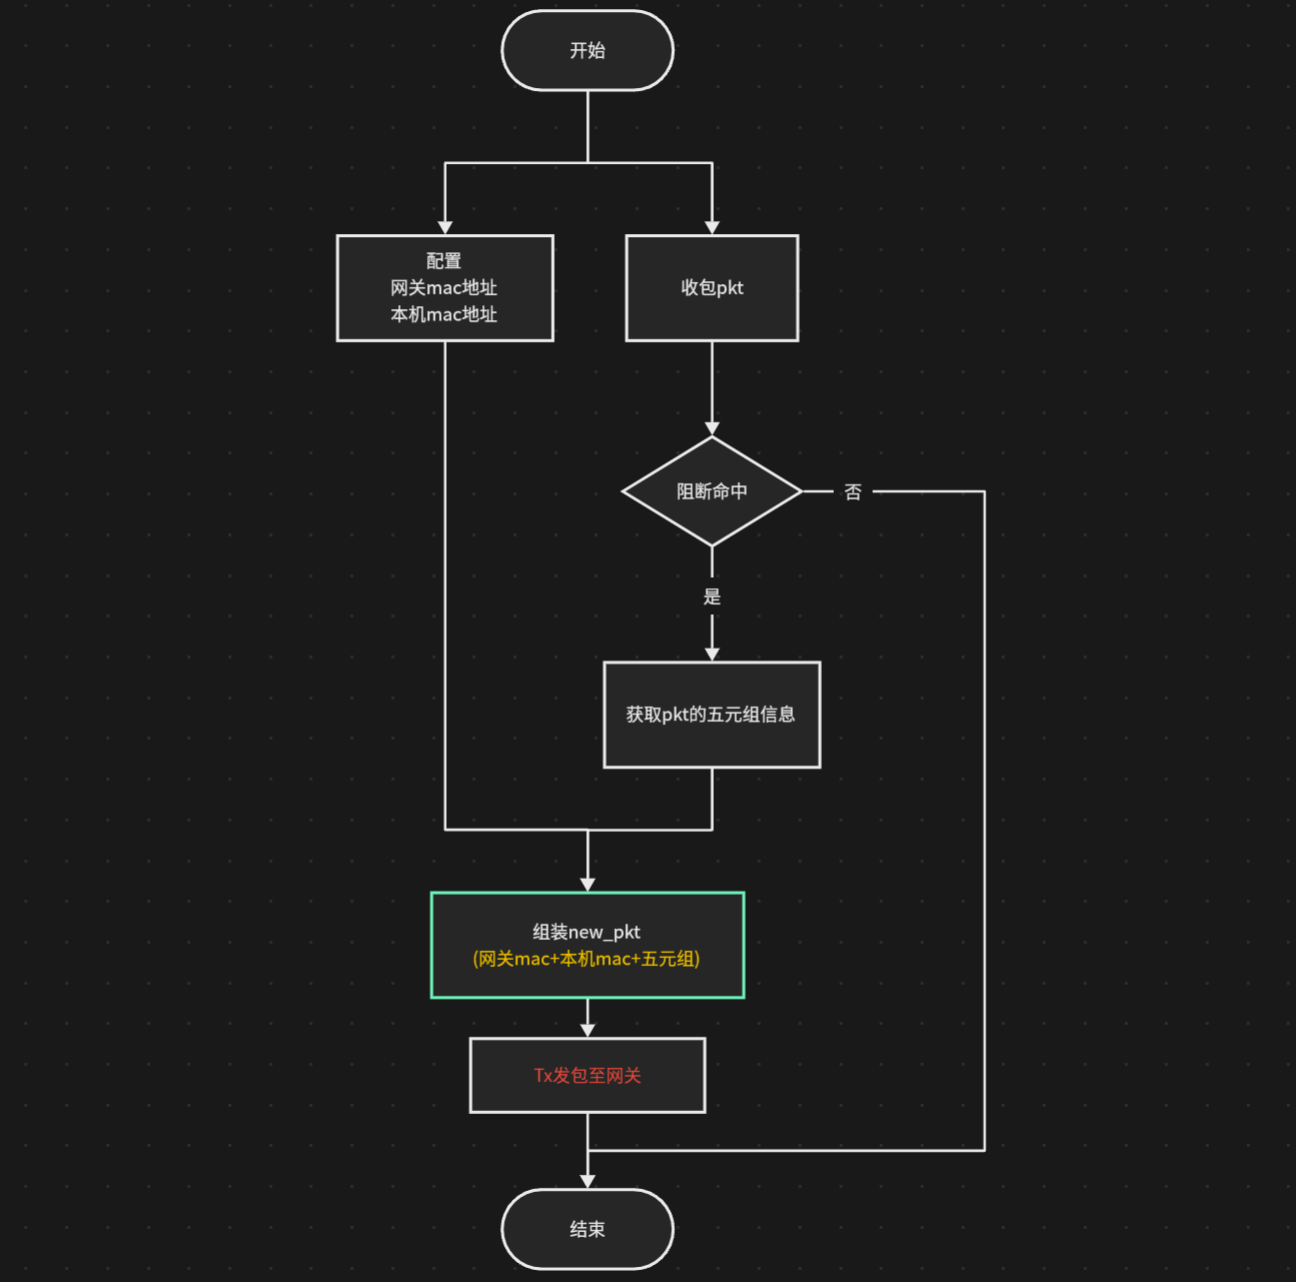 开始
配置
网关mac地址
本机mac地址
收包pkt
阻断命中
否
是
获取pkt的五元组信息
组装new_pkt
(网关mac+本机mac+五元组)
Tx发包至网关
结束